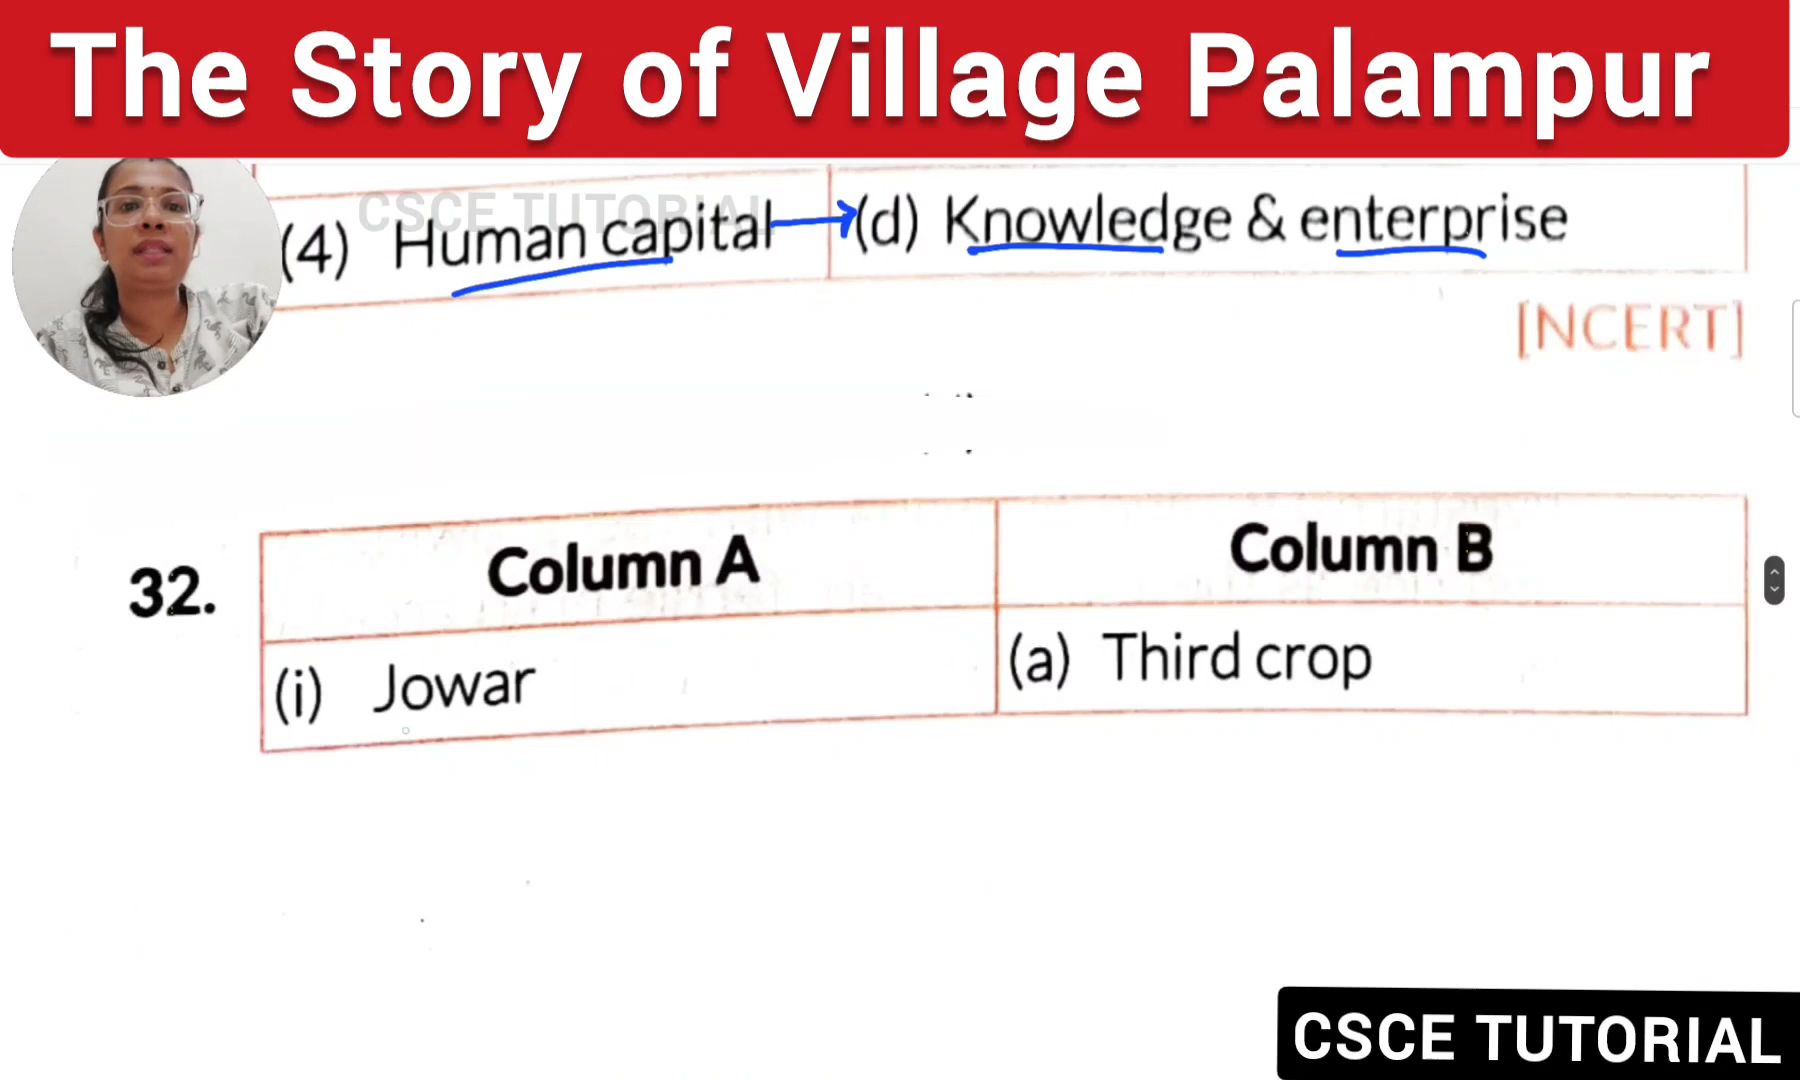 The Story of Village Palampur
CSCE TUTORIAL
(4) Human capital (d) Knowledge & enterprise
[NCERT]
32. Column A Column B
(i) Jowar (a) Third crop
CSCE TUTORIAL